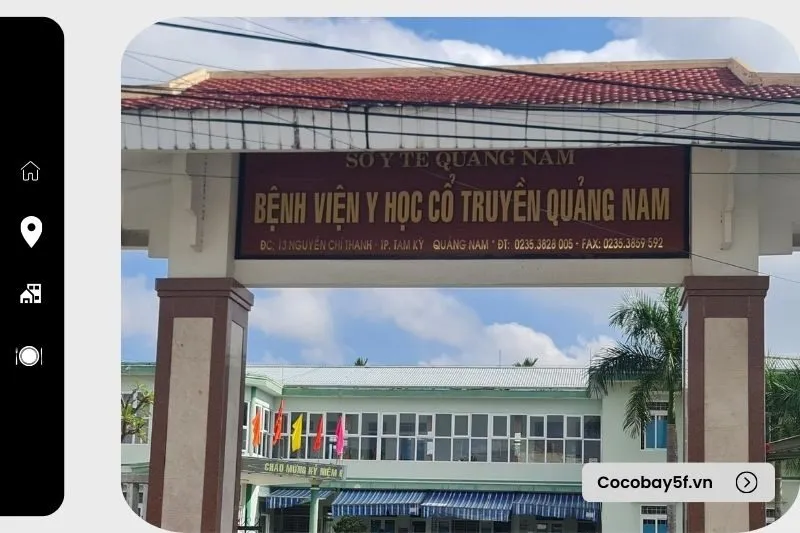 SỞ Y TẾ QUẢNG NAM
BỆNH VIỆN Y HỌC CỔ TRUYỀN QUẢNG NAM
ĐC: 13 NGUYỄN CHÍ THANH - TP. TAM KỲ QUẢNG NAM * ĐT: 0235.3828 005 - FAX: 0235.3859 592
CHÀO MỪNG KỶ NIỆM
Cocobay5f.vn